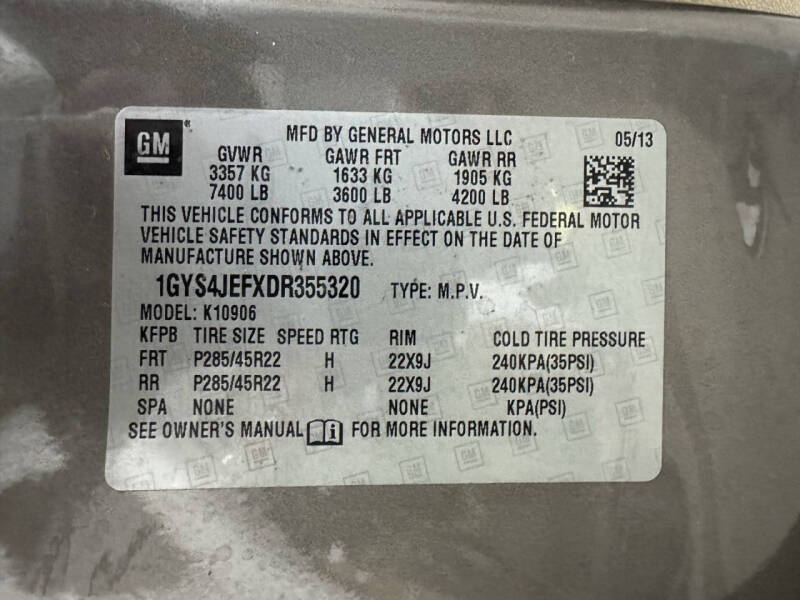 GM
MFD BY GENERAL MOTORS LLC 05/13
GVWR GAWR FRT GAWR RR
3357 KG 1633 KG 1905 KG
7400 LB 3600 LB 4200 LB
THIS VEHICLE CONFORMS TO ALL APPLICABLE U.S. FEDERAL MOTOR
VEHICLE SAFETY STANDARDS IN EFFECT ON THE DATE OF
MANUFACTURE SHOWN ABOVE.
1GYS4JEFXDR355320 TYPE: M.P.V.
MODEL: K10906
KFPB TIRE SIZE SPEED RTG RIM COLD TIRE PRESSURE
FRT P285/45R22 H 22X9J 240KPA(35PSI)
RR P285/45R22 H 22X9J 240KPA(35PSI)
SPA NONE NONE KPA(PSI)
SEE OWNER'S MANUAL FOR MORE INFORMATION.